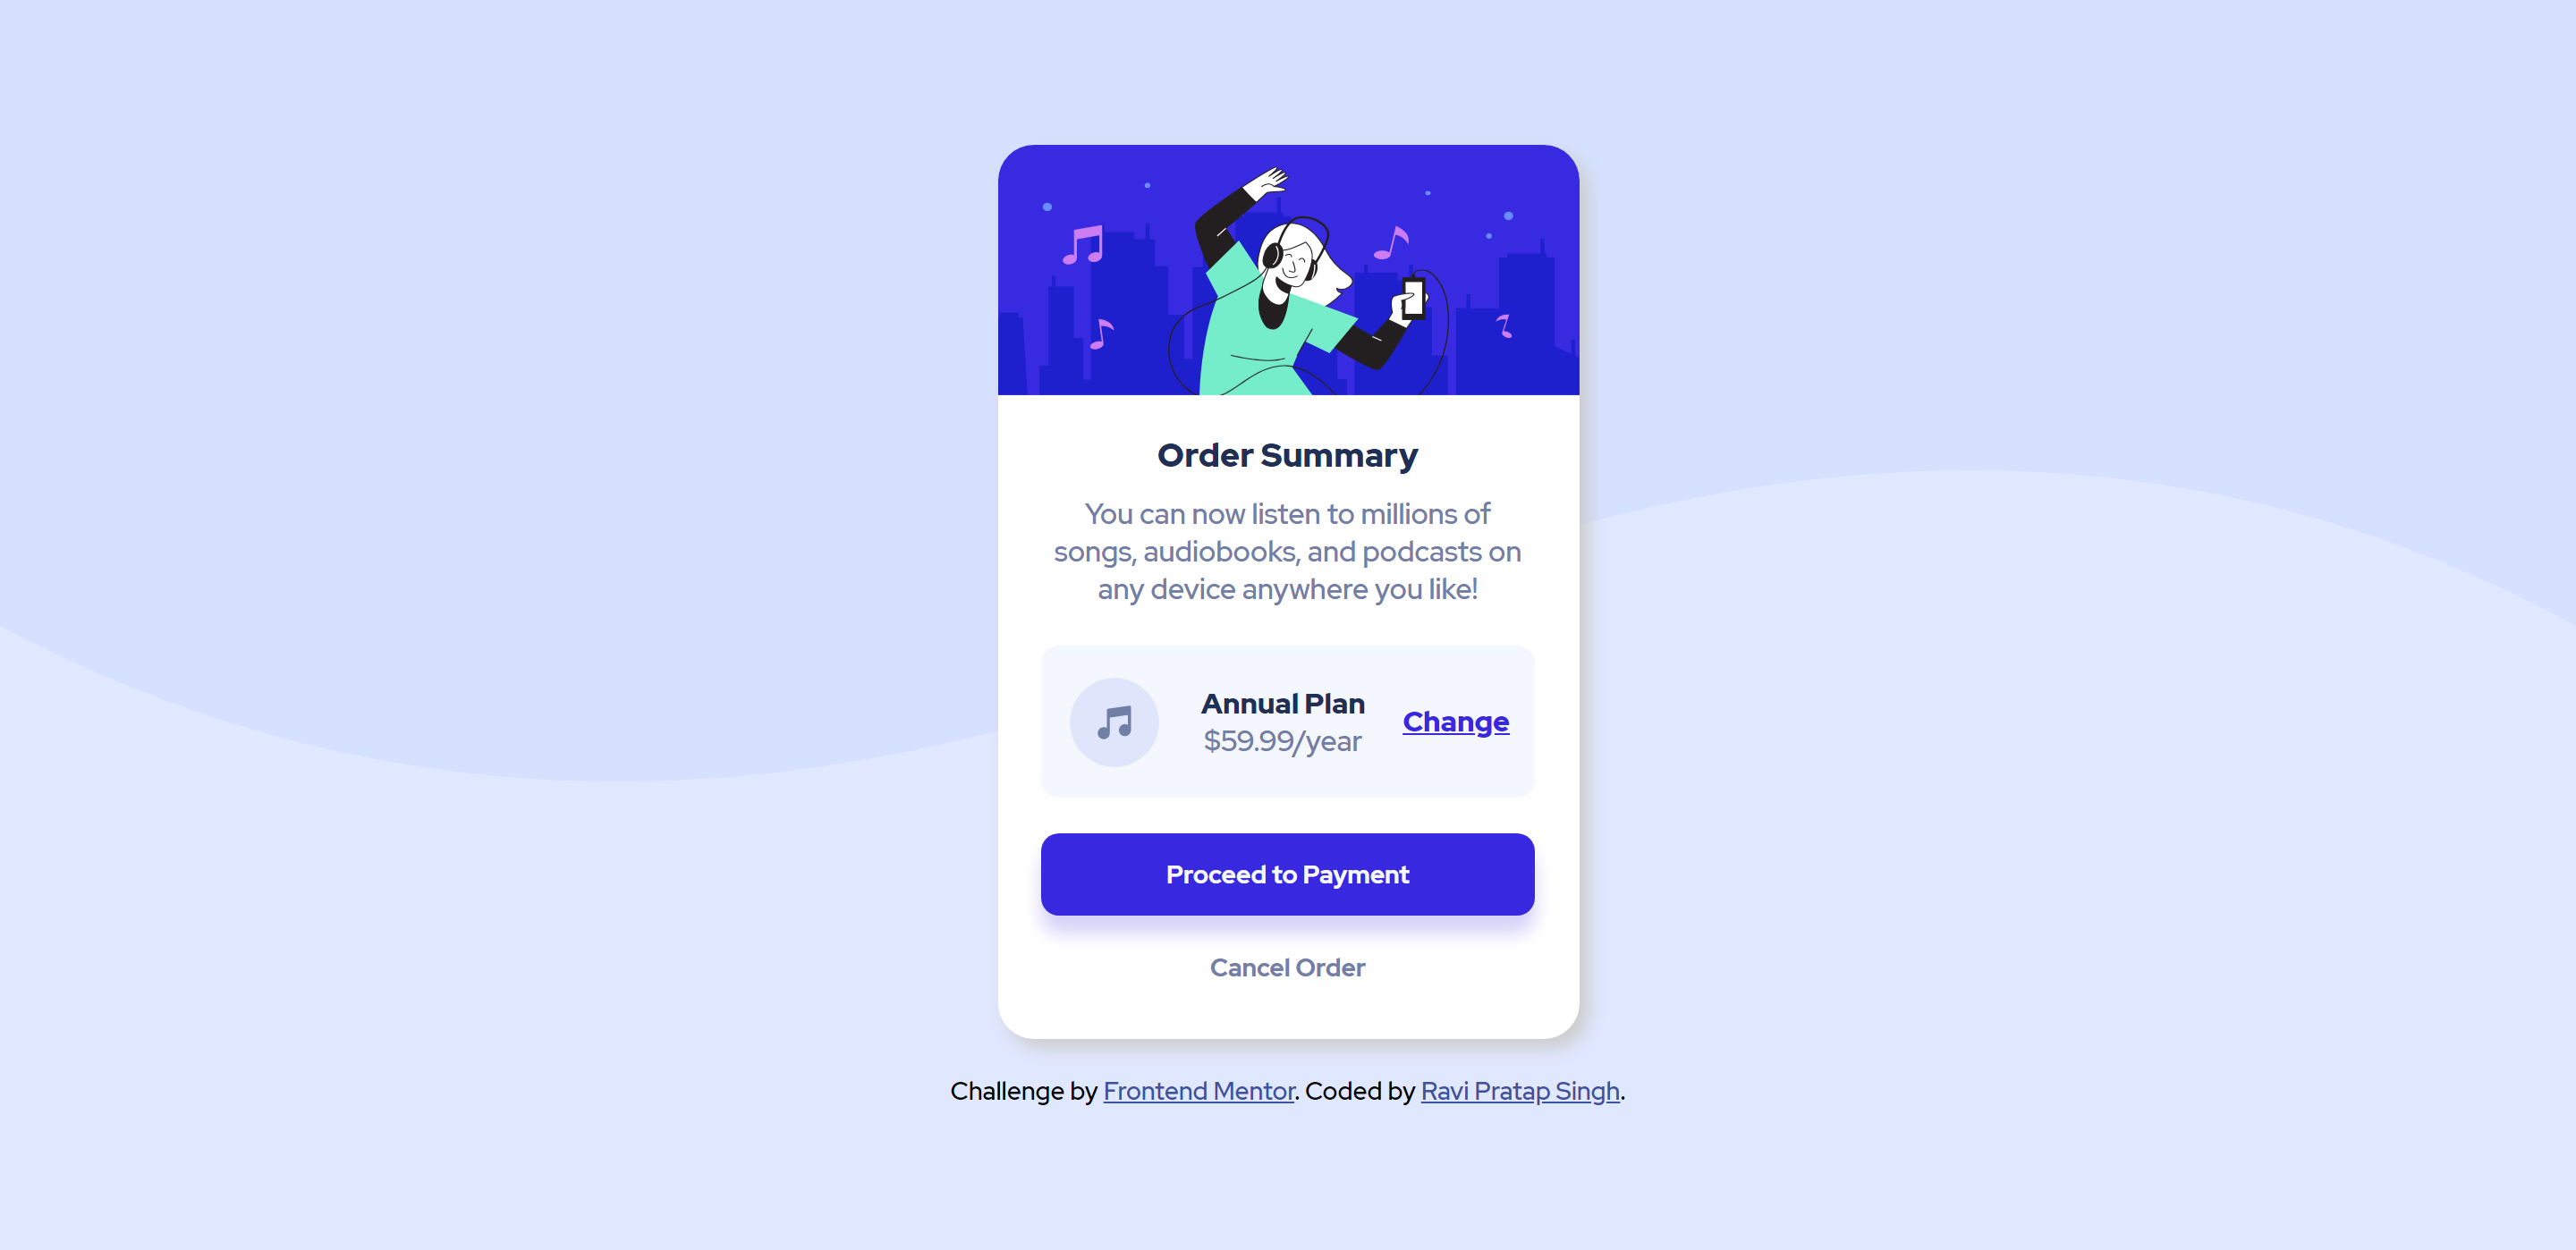 Order Summary
You can now listen to millions of
songs, audiobooks, and podcasts on
any device anywhere you like!
Annual Plan
$59.99/year
Change
Proceed to Payment
Cancel Order
Challenge by Frontend Mentor. Coded by Ravi Pratap Singh.